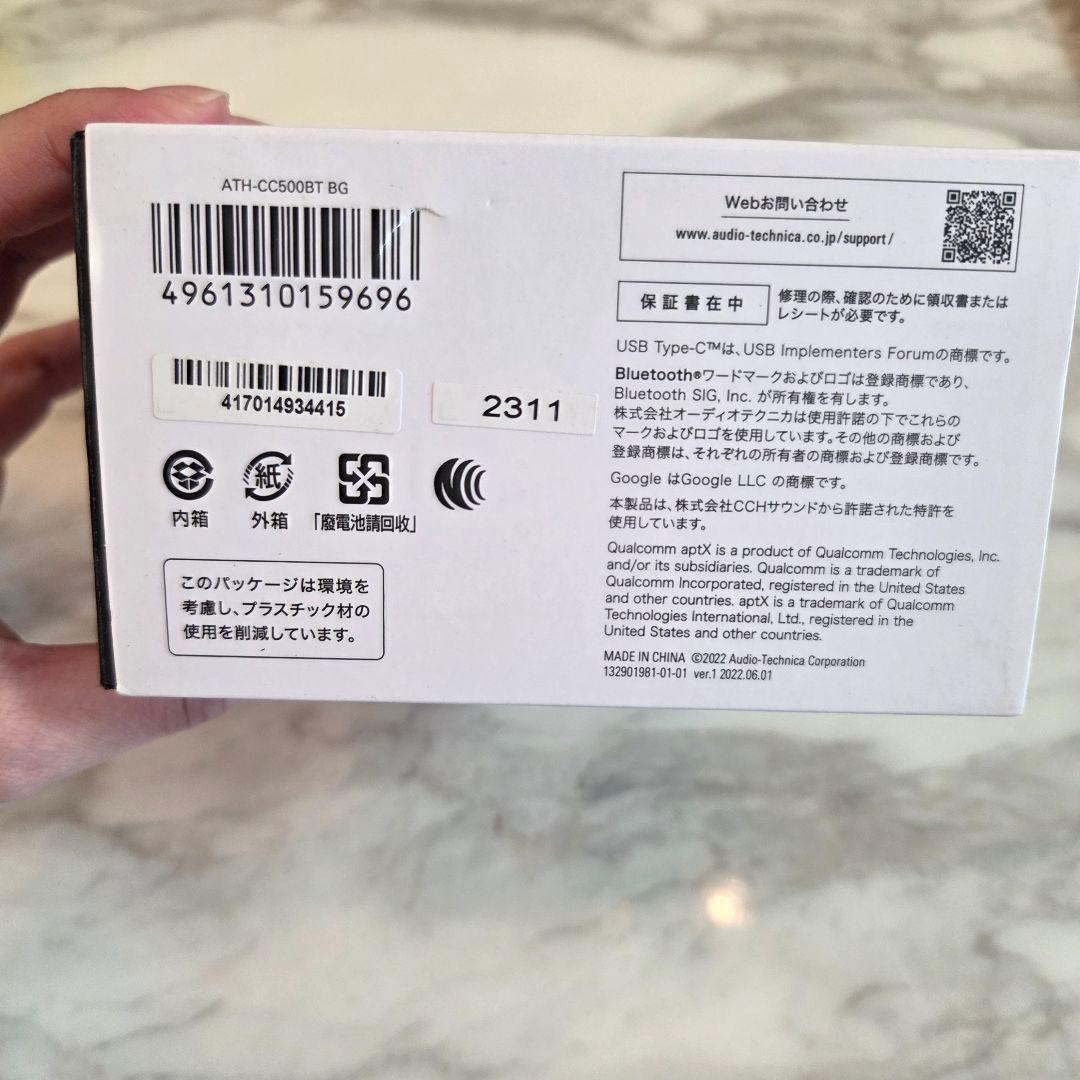 ATH-CC500BT BG
4961310159696
417014934415
2311
内箱
紙
外箱
「廢電池請回收」
このパッケージは環境を
考慮し、プラスチック材の
使用を削減しています。
Webお問い合わせ
www.audio-technica.co.jp/support/
保証書在中
修理の際、確認のために領収書または
レシートが必要です。
USB Type-C™は、USB Implementers Forumの商標です。
Bluetooth®ワードマークおよびロゴは登録商標であり、
Bluetooth SIG, Inc. が所有権を有します。
株式会社オーディオテクニカは使用許諾の下でこれらの
マークおよびロゴを使用しています。その他の商標および
登録商標は、それぞれの所有者の商標および登録商標です。
Google はGoogle LLC の商標です。
本製品は、株式会社CCHサウンドから許諾された特許を
使用しています。
Qualcomm aptX is a product of Qualcomm Technologies, Inc.
and/or its subsidiaries. Qualcomm is a trademark of
Qualcomm Incorporated, registered in the United States
and other countries. aptX is a trademark of Qualcomm
Technologies International, Ltd., registered in the
United States and other countries.
MADE IN CHINA ©2022 Audio-Technica Corporation
132901981-01-01 ver.1 2022.06.01